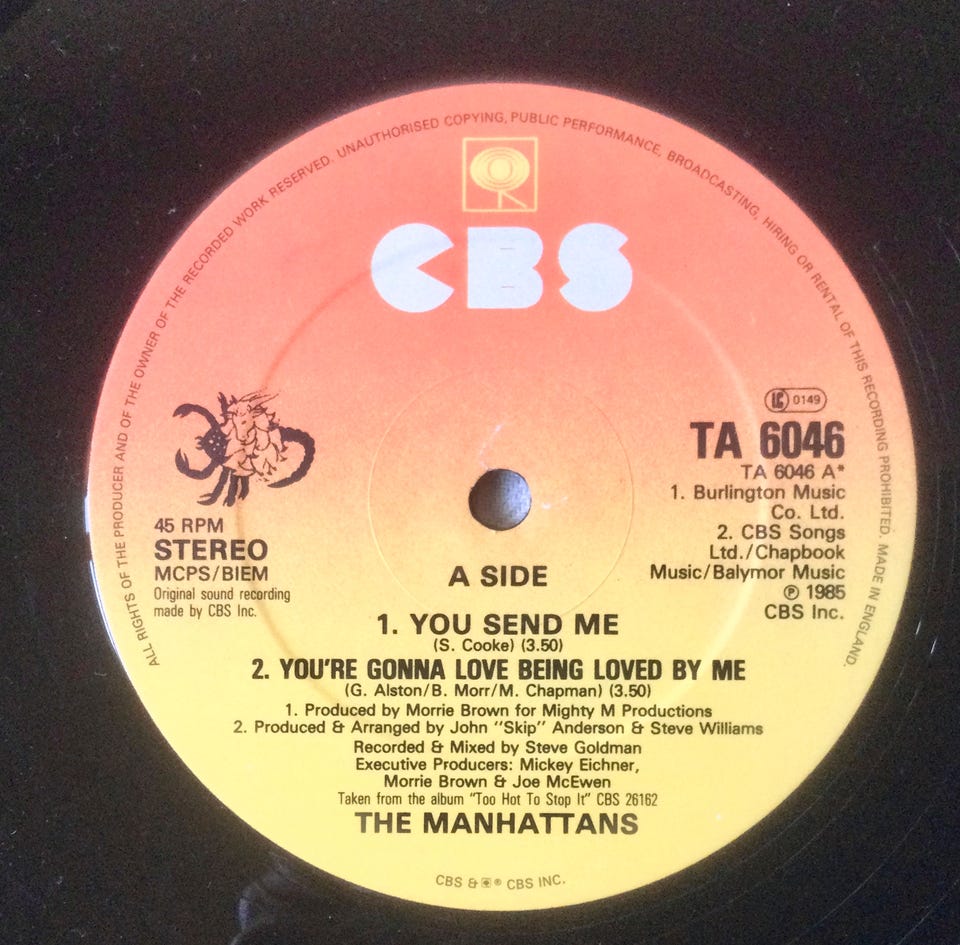 ALL RIGHTS OF THE PRODUCER AND OF THE OWNER OF THE RECORDED WORK RESERVED. UNAUTHORISED COPYING, PUBLIC PERFORMANCE, BROADCASTING, HIRING OR RENTAL OF THIS RECORDING PROHIBITED. MADE IN ENGLAND.
CBS
LC 0149
TA 6046
TA 6046 A*
1. Burlington Music
Co. Ltd.
2. CBS Songs
Ltd./Chapbook
Music/Balymor Music
℗ 1985
CBS Inc.
45 RPM
STEREO
MCPS/BIEM
Original sound recording
made by CBS Inc.
A SIDE
1. YOU SEND ME
(S. Cooke) (3.50)
2. YOU'RE GONNA LOVE BEING LOVED BY ME
(G. Alston/B. Morr/M. Chapman) (3.50)
1. Produced by Morrie Brown for Mighty M Productions
2. Produced & Arranged by John "Skip" Anderson & Steve Williams
Recorded & Mixed by Steve Goldman
Executive Producers: Mickey Eichner,
Morrie Brown & Joe McEwen
Taken from the album "Too Hot To Stop It" CBS 26162
THE MANHATTANS
CBS & ® CBS INC.